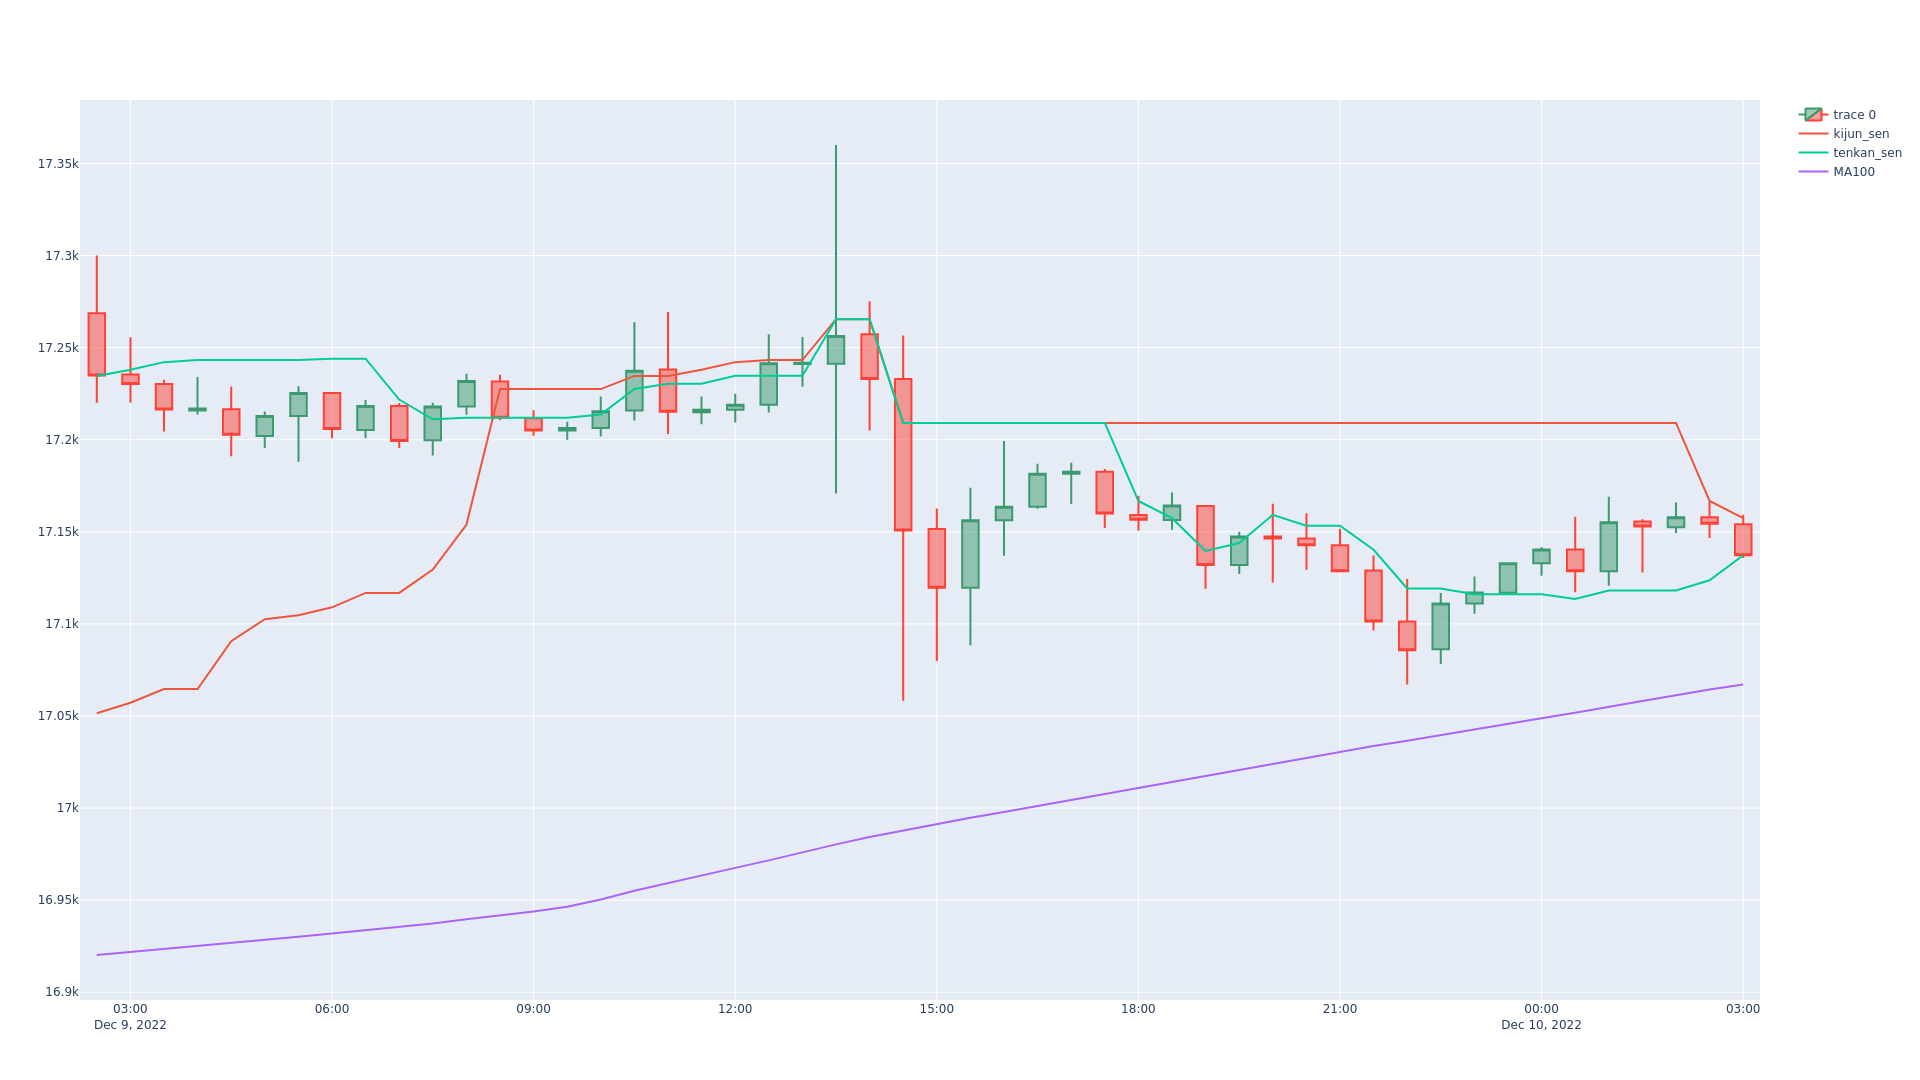 trace 0
kijun_sen
tenkan_sen
MA100
17.35k
17.3k
17.25k
17.2k
17.15k
17.1k
17.05k
17k
16.95k
16.9k
03:00 06:00 09:00 12:00 15:00 18:00 21:00 00:00 03:00
Dec 9, 2022 Dec 10, 2022